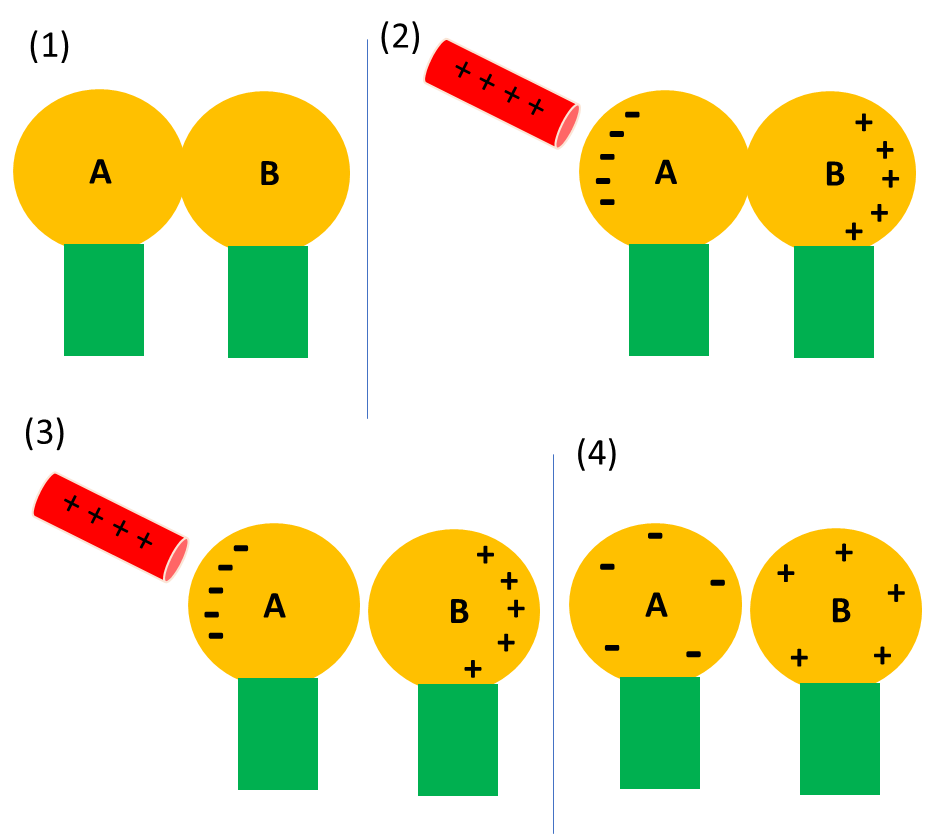 (1)
A B
(2)
+ + + +
- - - - -
A B
+ + + + +
(3)
+ + + +
- - - - -
A B
+ + + + +
(4)
- - - - -
A B
+ + + + +